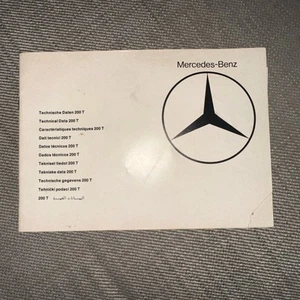 Mercedes-Benz
Technische Daten 200 T
Technical Data 200 T
Caractéristiques techniques 200 T
Dati tecnici 200 T
Datos técnicos 200 T
Dados técnicos 200 T
Tekniset tiedot 200 T
Tekniska data 200 T
Technische gegevens 200 T
Tehnički podaci 200 T
200 T